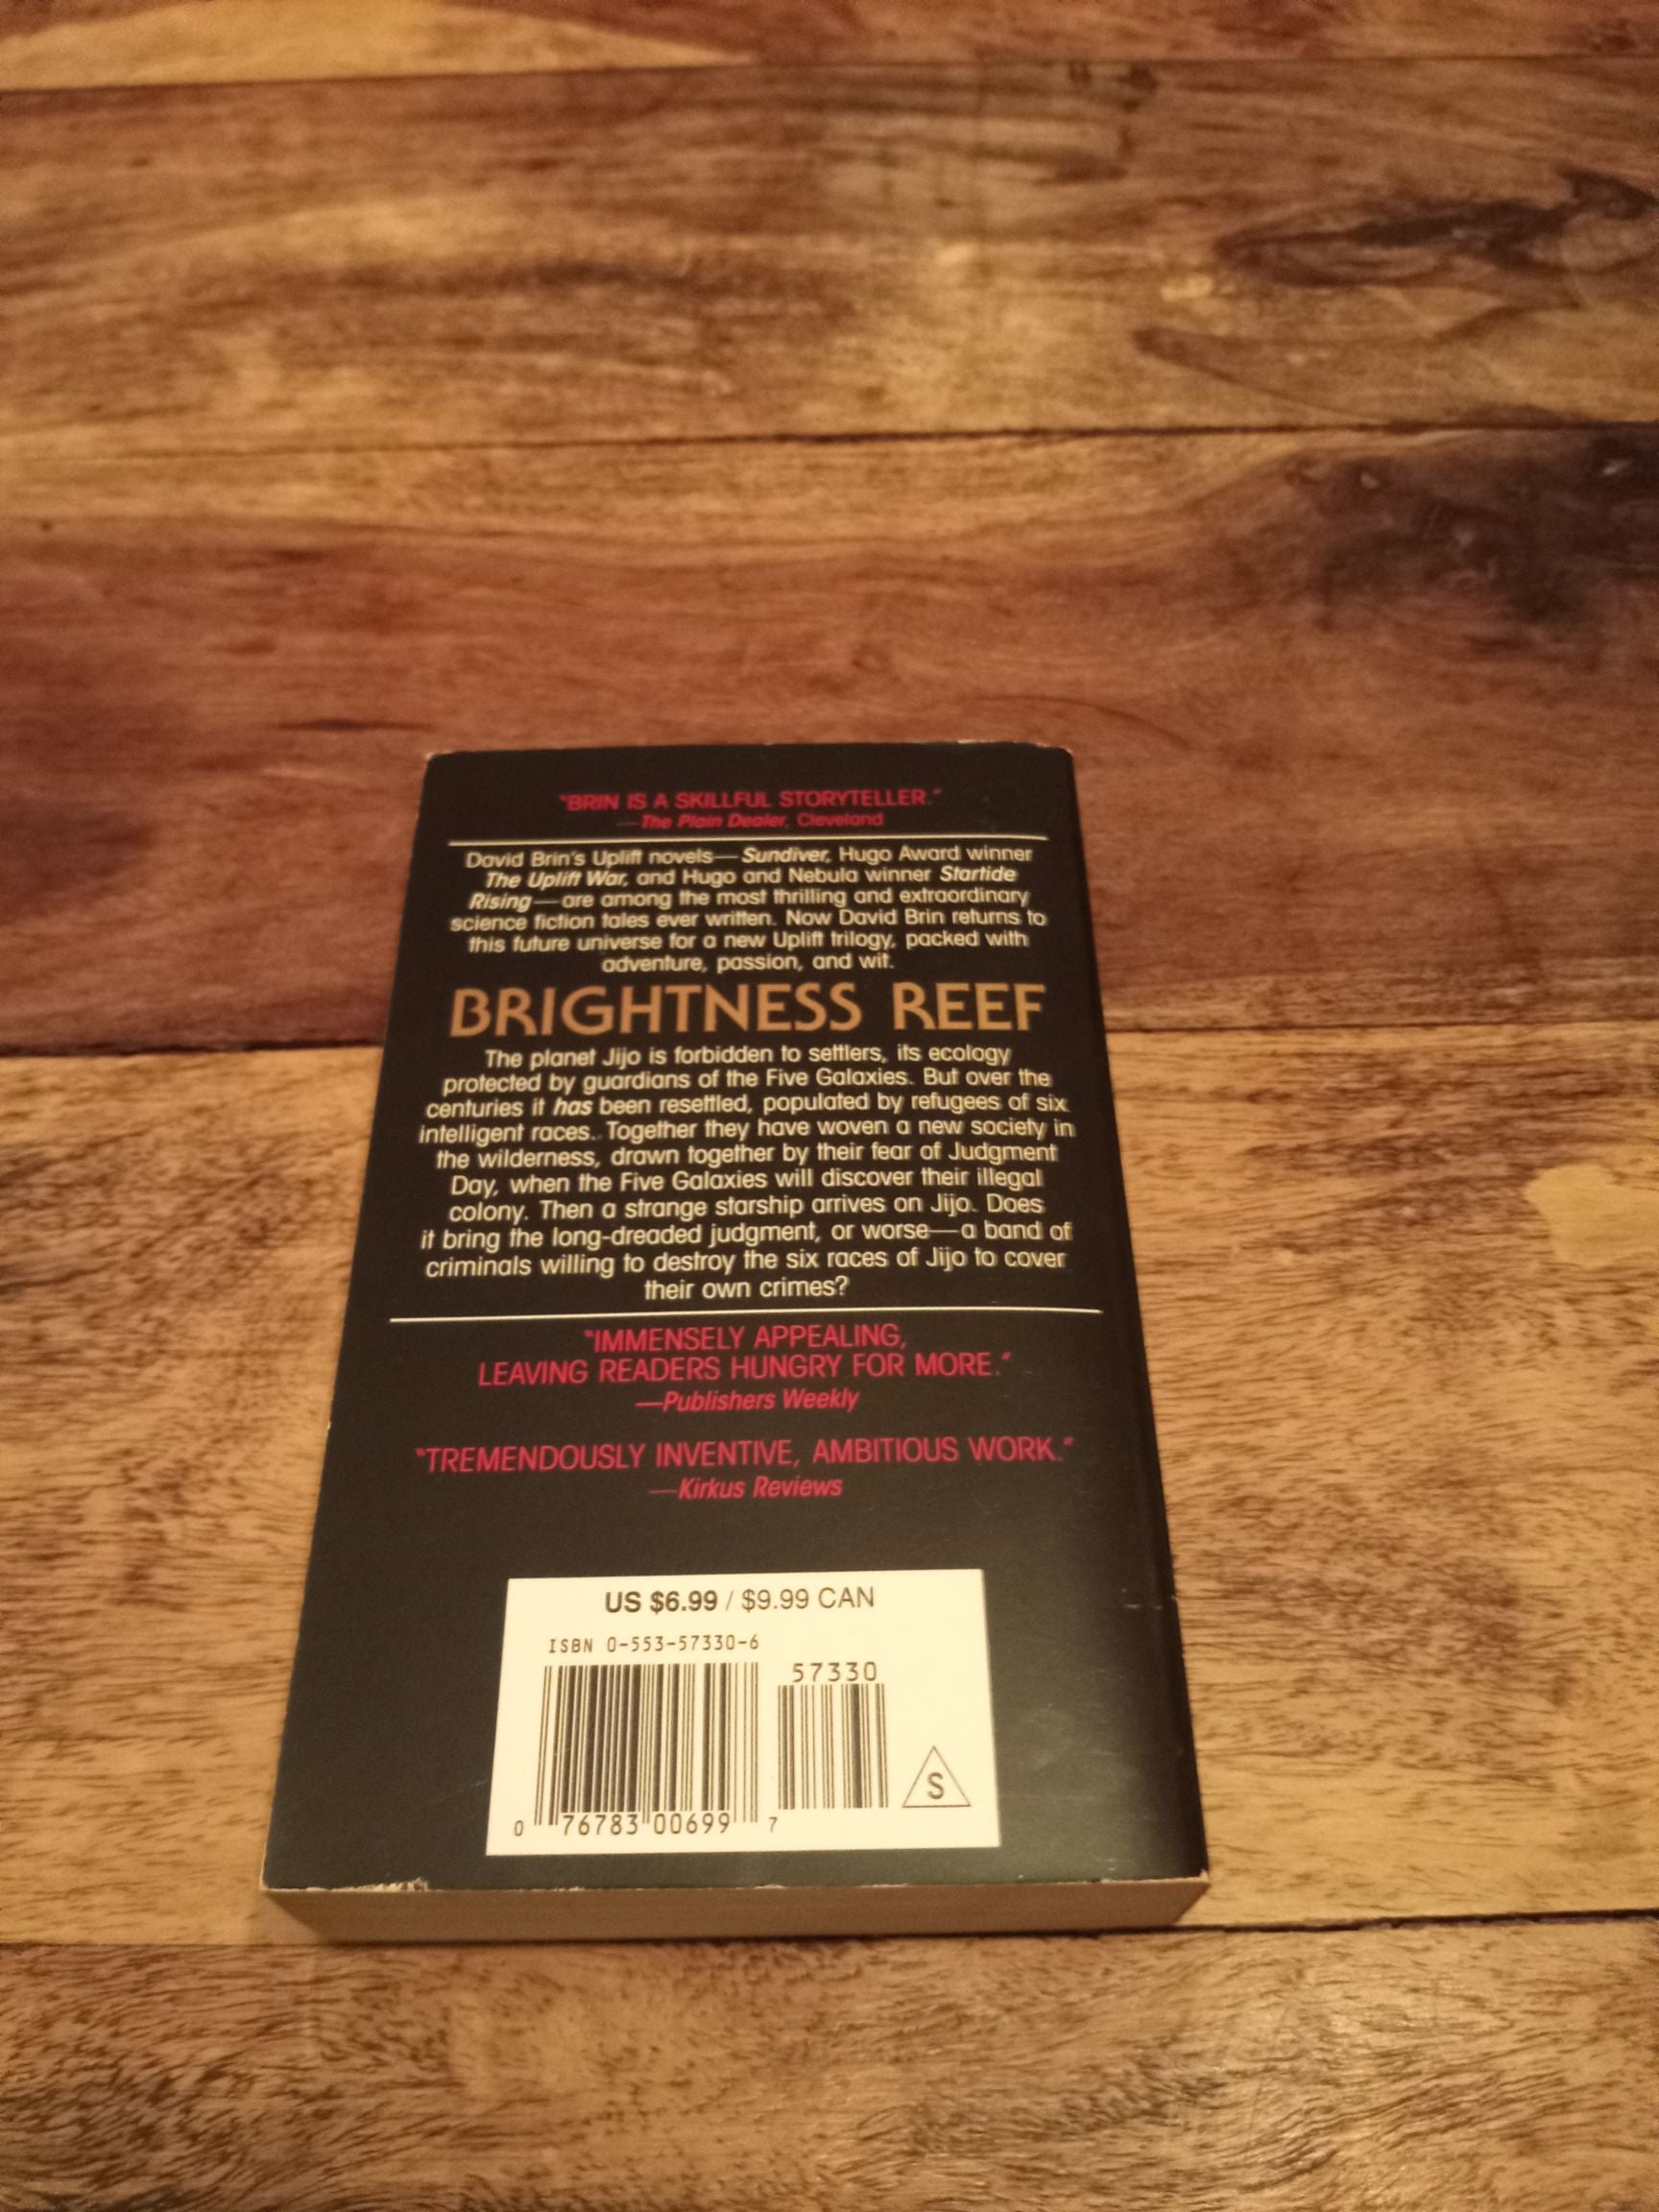 "BRIN IS A SKILLFUL STORYTELLER."
—The Plain Dealer, Cleveland
David Brin's Uplift novels—Sundiver, Hugo Award winner
The Uplift War, and Hugo and Nebula winner Startide
Rising—are among the most thrilling and extraordinary
science fiction tales ever written. Now David Brin returns to
this future universe for a new Uplift trilogy, packed with
adventure, passion, and wit.
BRIGHTNESS REEF
The planet Jijo is forbidden to settlers, its ecology
protected by guardians of the Five Galaxies. But over the
centuries it has been resettled, populated by refugees of six
intelligent races. Together they have woven a new society in
the wilderness, drawn together by their fear of Judgment
Day, when the Five Galaxies will discover their illegal
colony. Then a strange starship arrives on Jijo. Does
it bring the long-dreaded judgment, or worse—a band of
criminals willing to destroy the six races of Jijo to cover
their own crimes?
"IMMENSELY APPEALING,
LEAVING READERS HUNGRY FOR MORE."
—Publishers Weekly
"TREMENDOUSLY INVENTIVE, AMBITIOUS WORK."
—Kirkus Reviews
US $6.99 / $9.99 CAN
ISBN 0-553-57330-6
57330
S
0 76783 00699 7